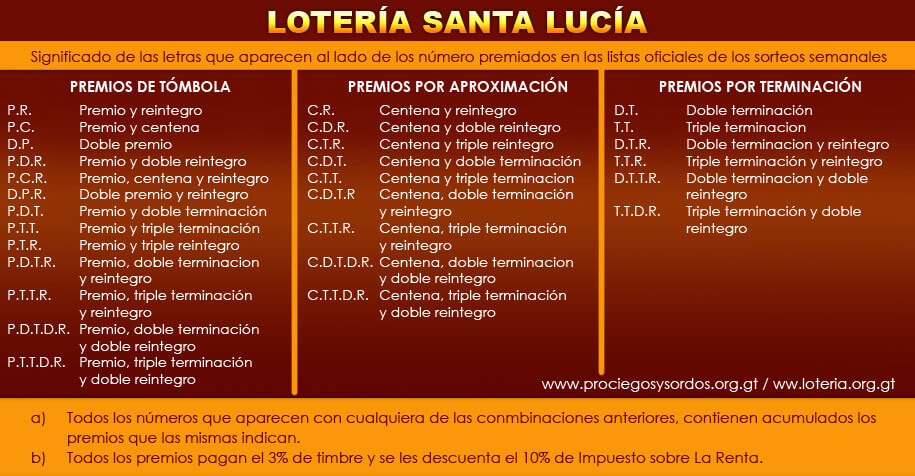 LOTERÍA SANTA LUCÍA
Significado de las letras que aparecen al lado de los número premiados en las listas oficiales de los sorteos semanales
PREMIOS DE TÓMBOLA
P.R. Premio y reintegro
P.C. Premio y centena
D.P. Doble premio
P.D.R. Premio y doble reintegro
P.C.R. Premio, centena y reintegro
D.P.R. Doble premio y reintegro
P.D.T. Premio y doble terminación
P.T.T. Premio y triple terminación
P.T.R. Premio y triple reintegro
P.D.T.R. Premio, doble terminacion
y reintegro
P.T.T.R. Premio, triple terminación
y reintegro
P.D.T.D.R. Premio, doble terminación
y doble reintegro
P.T.T.D.R. Premio, triple terminación
y doble reintegro
PREMIOS POR APROXIMACIÓN
C.R. Centena y reintegro
C.D.R. Centena y doble reintegro
C.T.R. Centena y triple reintegro
C.D.T. Centena y doble terminación
C.T.T. Centena y triple terminacion
C.D.T.R Centena, doble terminación
y reintegro
C.T.T.R. Centena, triple terminación
y reintegro
C.D.T.D.R. Centena, doble terminacion
y doble reintegro
C.T.T.D.R. Centena, triple terminación
y doble reintegro
PREMIOS POR TERMINACIÓN
D.T. Doble terminación
T.T. Triple terminacion
D.T.R. Doble terminacion y reintegro
T.T.R. Triple terminación y reintegro
D.T.T.R. Doble terminacion y doble
reintegro
T.T.D.R. Triple terminación y doble
reintegro
www.prociegosysordos.org.gt / ww.loteria.org.gt
a) Todos los números que aparecen con cualquiera de las conmbinaciones anteriores, contienen acumulados los
premios que las mismas indican.
b) Todos los premios pagan el 3% de timbre y se les descuenta el 10% de Impuesto sobre La Renta.